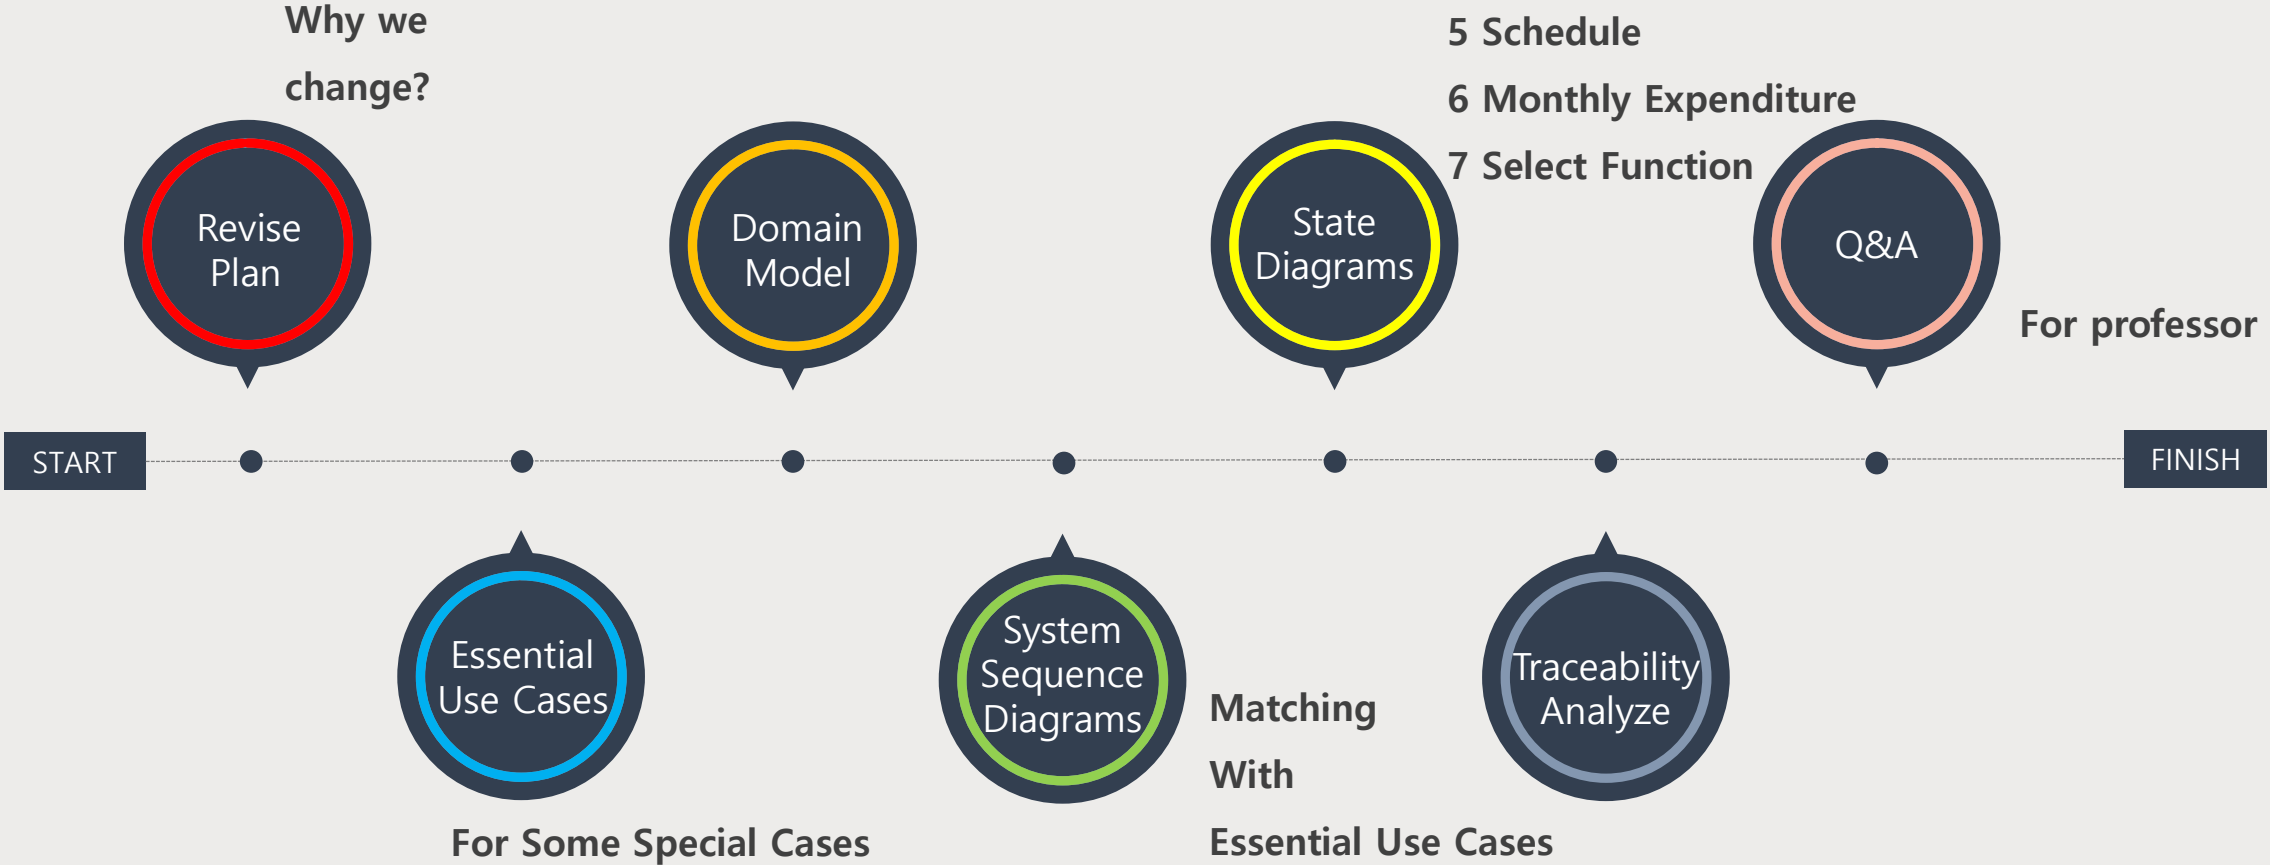 Why we
change?
5 Schedule
6 Monthly Expenditure
7 Select Function
Revise
Plan
Domain
Model
State
Diagrams
Q&A
For professor
START
FINISH
Essential
Use Cases
System
Sequence
Diagrams
Traceability
Analyze
Matching
With
Essential Use Cases
For Some Special Cases